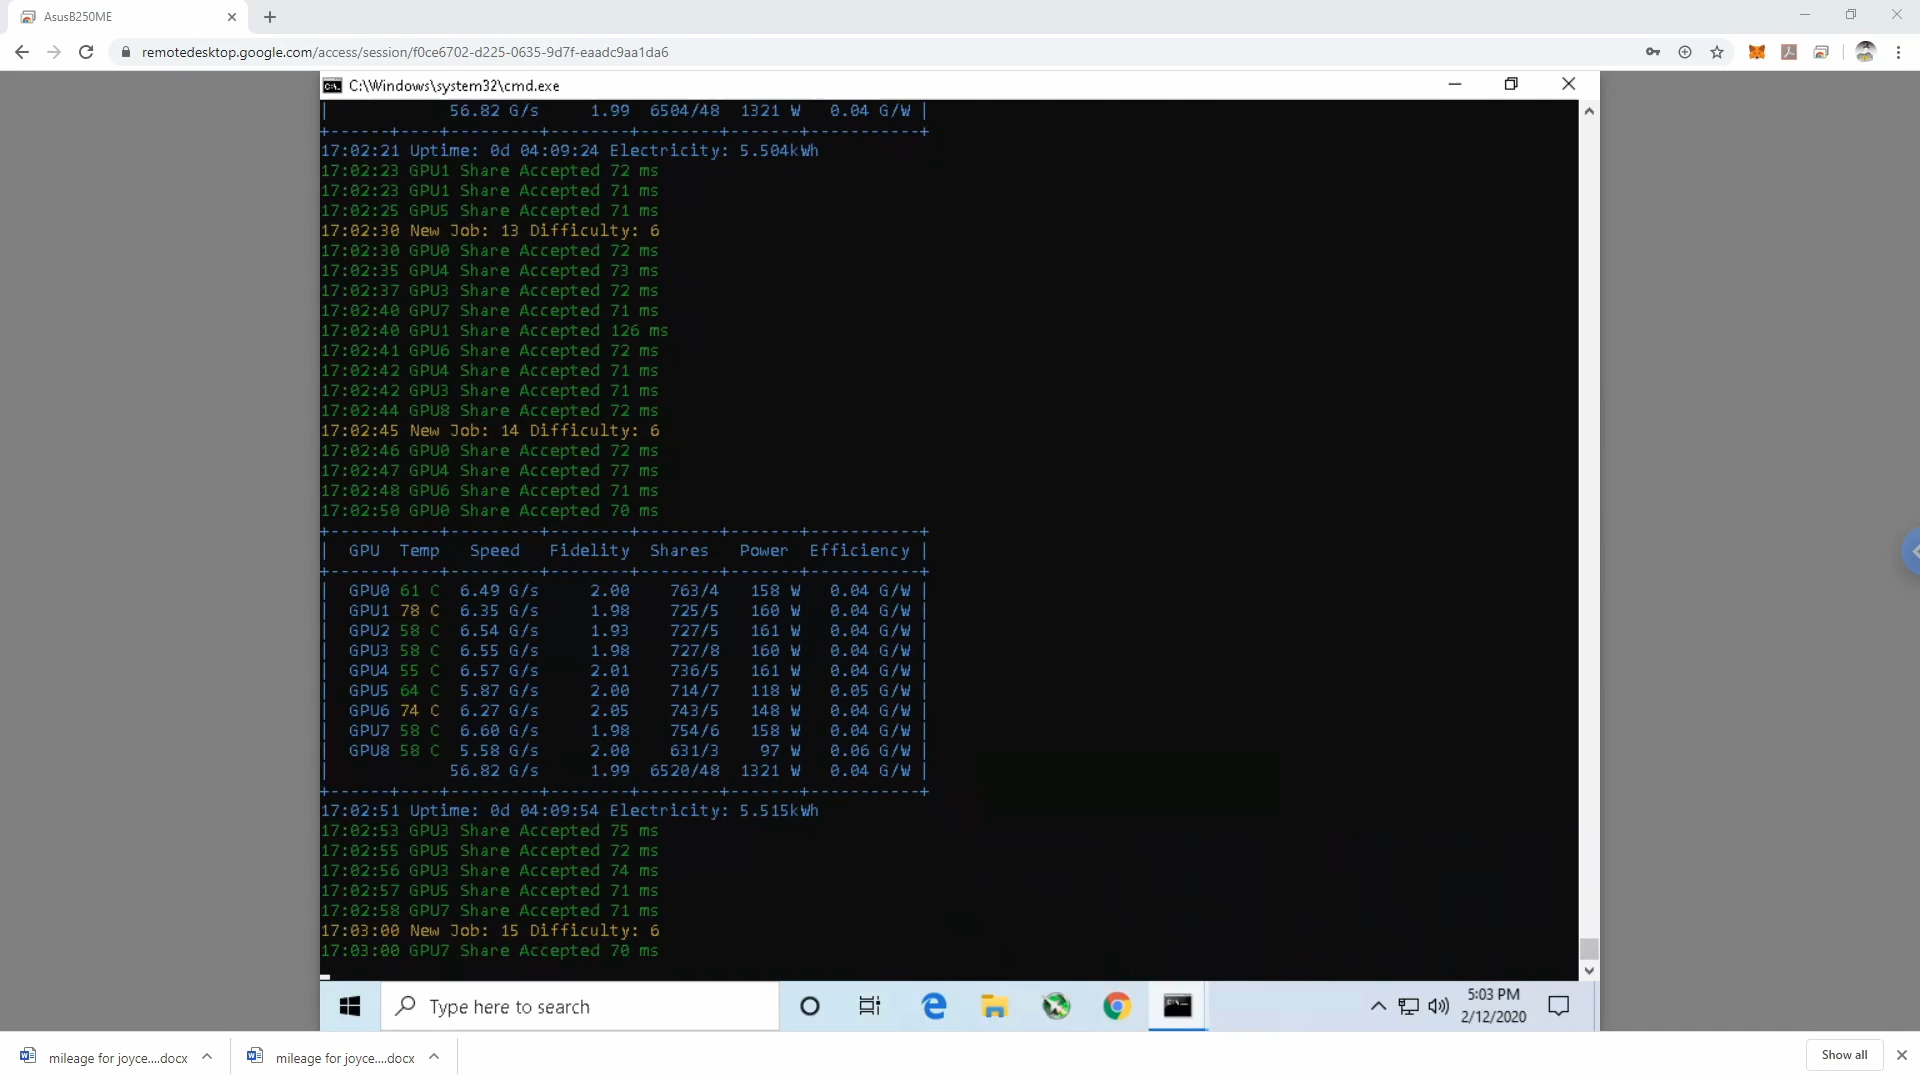 AsusB250ME
remotedesktop.google.com/access/session/f0ce6702-d225-0635-9d7f-eaadc9aa1da6
C:\Windows\system32\cmd.exe
| 56.82 G/s 1.99 6504/48 1321 W 0.04 G/W |
+------+----+---------+--------+--------+-------+-----------+
17:02:21 Uptime: 0d 04:09:24 Electricity: 5.504kWh
17:02:23 GPU1 Share Accepted 72 ms
17:02:23 GPU1 Share Accepted 71 ms
17:02:25 GPU5 Share Accepted 71 ms
17:02:30 New Job: 13 Difficulty: 6
17:02:30 GPU0 Share Accepted 72 ms
17:02:35 GPU4 Share Accepted 73 ms
17:02:37 GPU3 Share Accepted 72 ms
17:02:40 GPU7 Share Accepted 71 ms
17:02:40 GPU1 Share Accepted 126 ms
17:02:41 GPU6 Share Accepted 72 ms
17:02:42 GPU4 Share Accepted 71 ms
17:02:42 GPU3 Share Accepted 71 ms
17:02:44 GPU8 Share Accepted 72 ms
17:02:45 New Job: 14 Difficulty: 6
17:02:46 GPU0 Share Accepted 72 ms
17:02:47 GPU4 Share Accepted 77 ms
17:02:48 GPU6 Share Accepted 71 ms
17:02:50 GPU0 Share Accepted 70 ms
+------+----+---------+--------+--------+-------+-----------+
| GPU Temp Speed Fidelity Shares Power Efficiency |
+------+----+---------+--------+--------+-------+-----------+
| GPU0 61 C 6.49 G/s 2.00 763/4 158 W 0.04 G/W |
| GPU1 78 C 6.35 G/s 1.98 725/5 160 W 0.04 G/W |
| GPU2 58 C 6.54 G/s 1.93 727/5 161 W 0.04 G/W |
| GPU3 58 C 6.55 G/s 1.98 727/8 160 W 0.04 G/W |
| GPU4 55 C 6.57 G/s 2.01 736/5 161 W 0.04 G/W |
| GPU5 64 C 5.87 G/s 2.00 714/7 118 W 0.05 G/W |
| GPU6 74 C 6.27 G/s 2.05 743/5 148 W 0.04 G/W |
| GPU7 58 C 6.60 G/s 1.98 754/6 158 W 0.04 G/W |
| GPU8 58 C 5.58 G/s 2.00 631/3 97 W 0.06 G/W |
| 56.82 G/s 1.99 6520/48 1321 W 0.04 G/W |
+------+----+---------+--------+--------+-------+-----------+
17:02:51 Uptime: 0d 04:09:54 Electricity: 5.515kWh
17:02:53 GPU3 Share Accepted 75 ms
17:02:55 GPU5 Share Accepted 72 ms
17:02:56 GPU3 Share Accepted 74 ms
17:02:57 GPU5 Share Accepted 71 ms
17:02:58 GPU7 Share Accepted 71 ms
17:03:00 New Job: 15 Difficulty: 6
17:03:00 GPU7 Share Accepted 70 ms
Type here to search
5:03 PM
2/12/2020
mileage for joyce....docx
mileage for joyce....docx
Show all